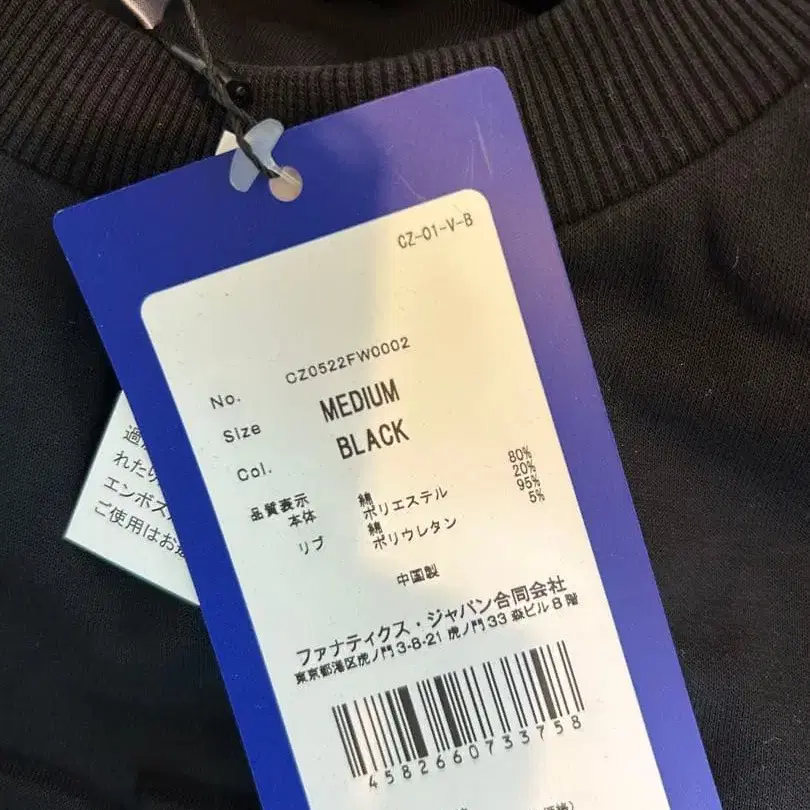 CZ-01-V-B
No. CZ0522FW0002
Size MEDIUM
Col. BLACK
品質表示 綿 80%
本体 ポリエステル 20%
綿 95%
リブ ポリウレタン 5%
中国製
ファナティクス・ジャパン合同会社
東京都港区虎ノ門 3-8-21 虎ノ門 33 森ビル 8 階
4582660733758
れた
エンボス
ご使用はお